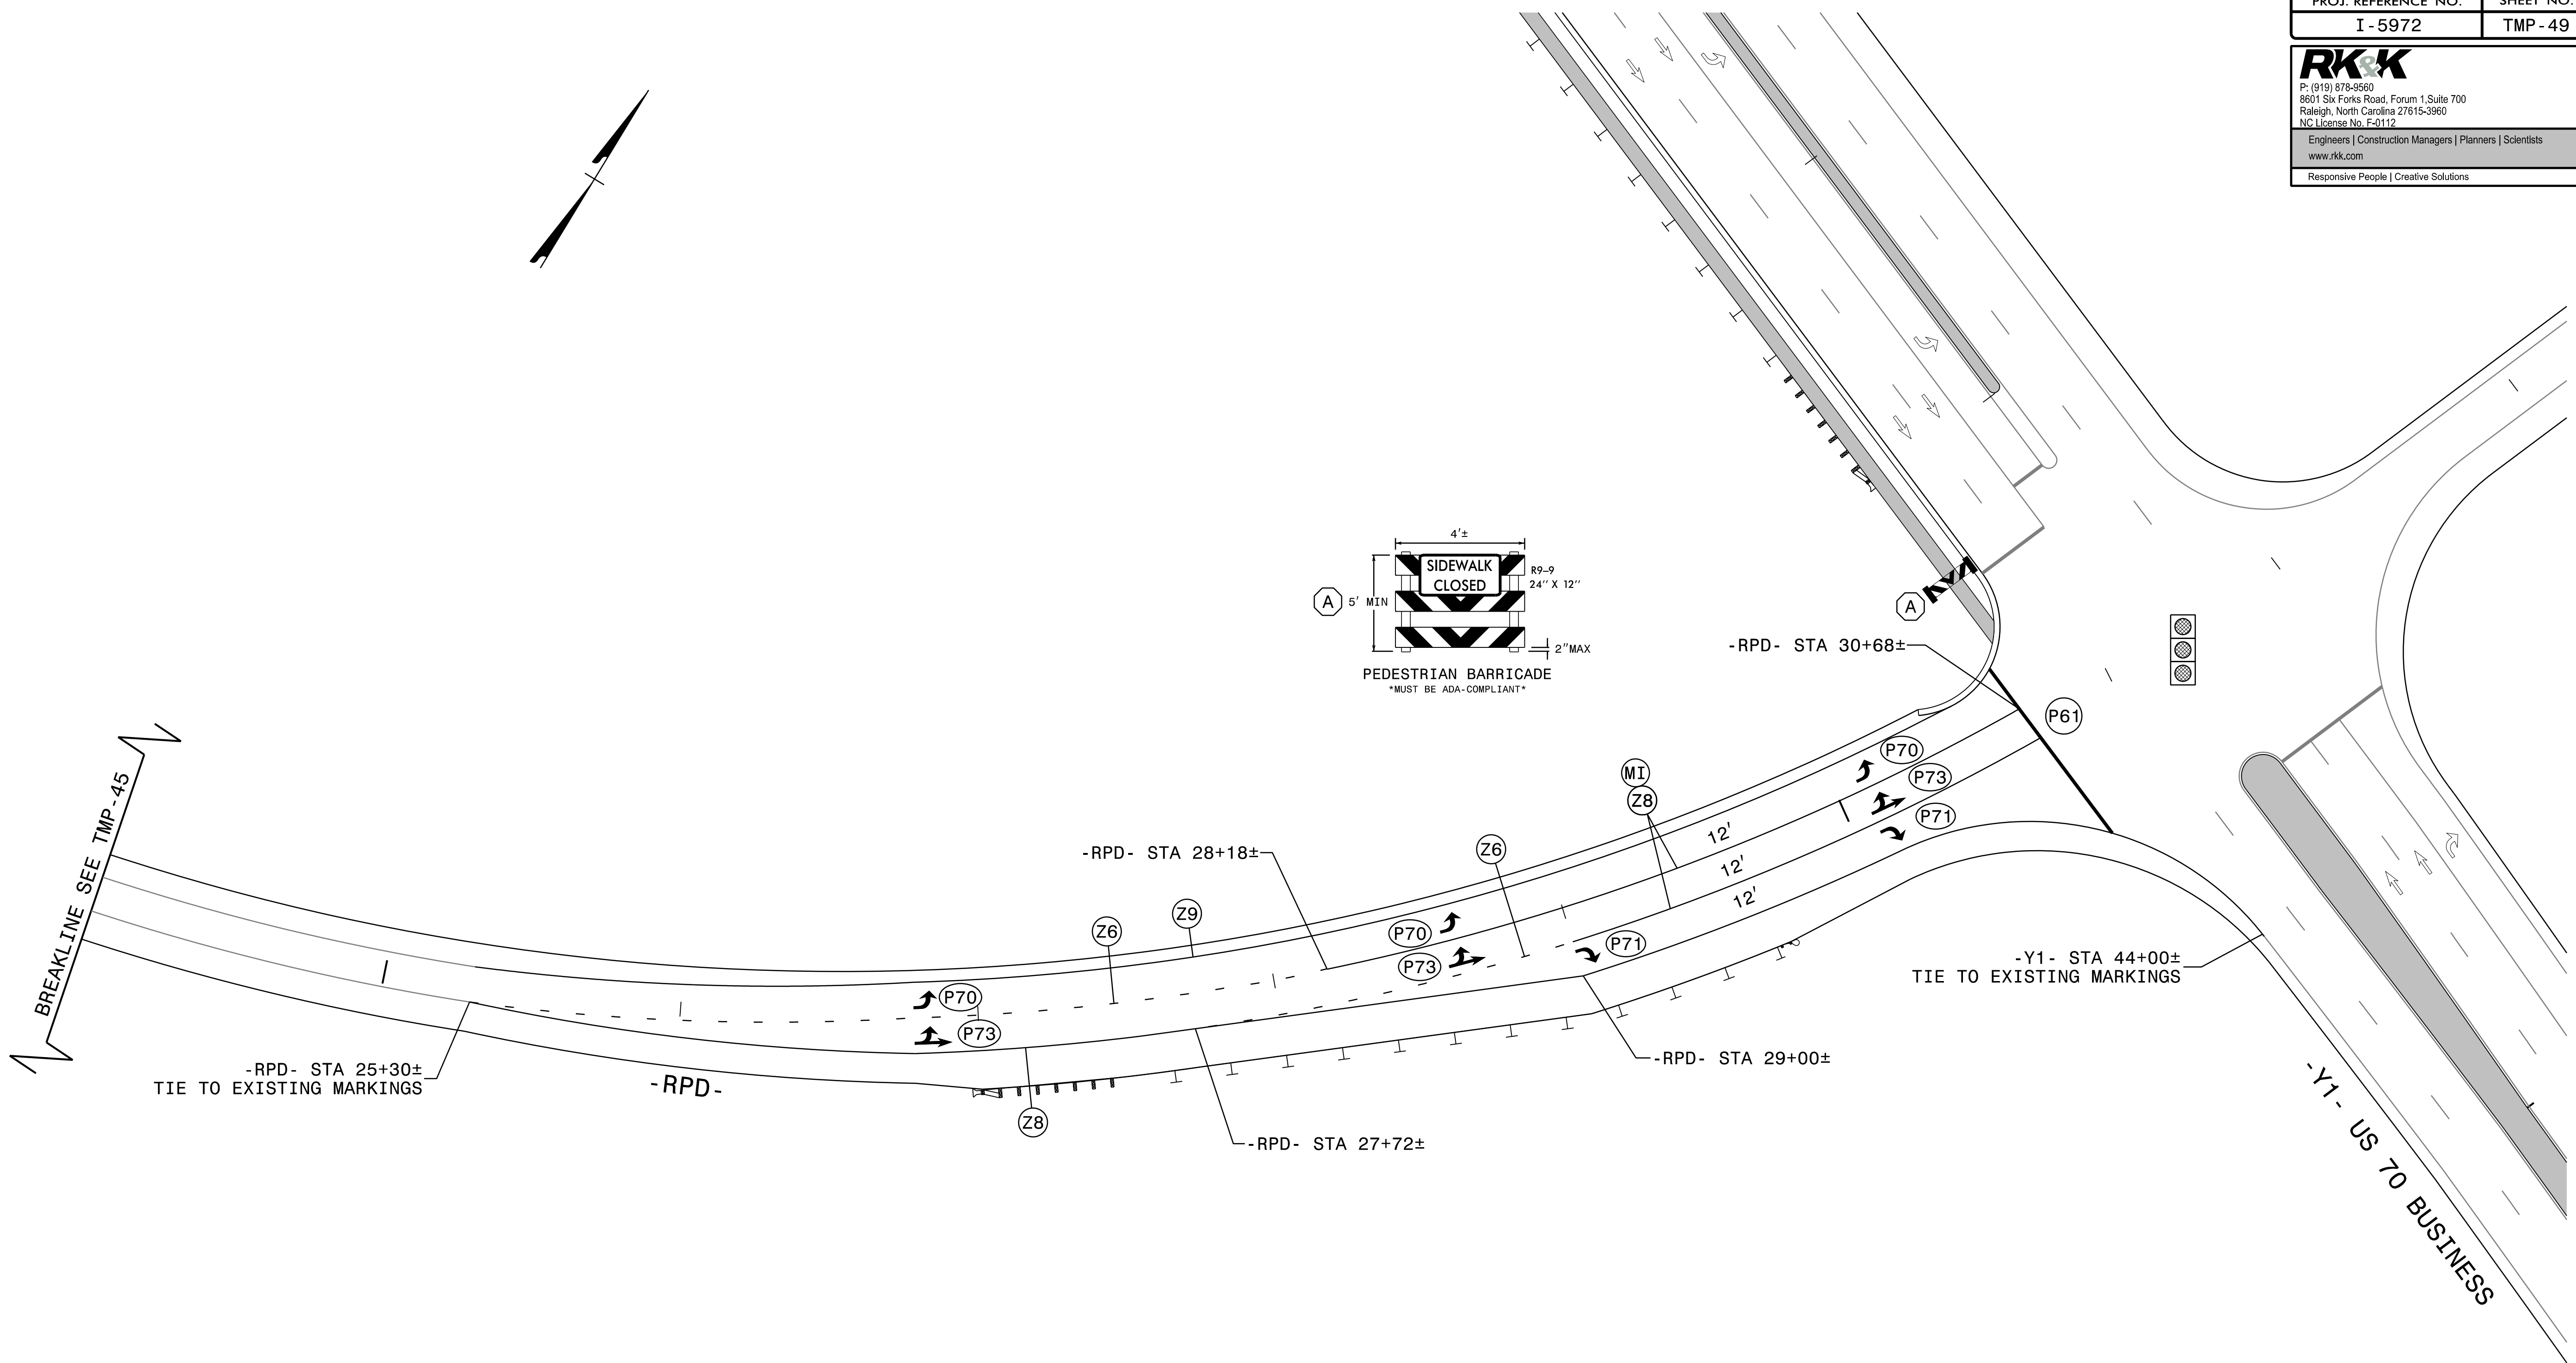 PROJ. REFERENCE NO.
SHEET NO.
I-5972
TMP-49
RK&K
P: (919) 878-9560
8601 Six Forks Road, Forum 1,Suite 700
Raleigh, North Carolina 27615-3960
NC License No. F-0112
Engineers | Construction Managers | Planners | Scientists
www.rkk.com
Responsive People | Creative Solutions
4'±
SIDEWALK
CLOSED
R9-9
24'' X 12''
A
5' MIN
2"MAX
PEDESTRIAN BARRICADE
*MUST BE ADA-COMPLIANT*
A
-RPD- STA 30+68±
P61
P70
P73
P71
MI
Z8
12'
12'
12'
Z6
-RPD- STA 28+18±
P70
P73
P71
Z9
Z6
P70
P73
BREAKLINE SEE TMP-45
-RPD- STA 25+30±
TIE TO EXISTING MARKINGS
-RPD-
Z8
-RPD- STA 27+72±
-RPD- STA 29+00±
-Y1- STA 44+00±
TIE TO EXISTING MARKINGS
-Y1- US 70 BUSINESS